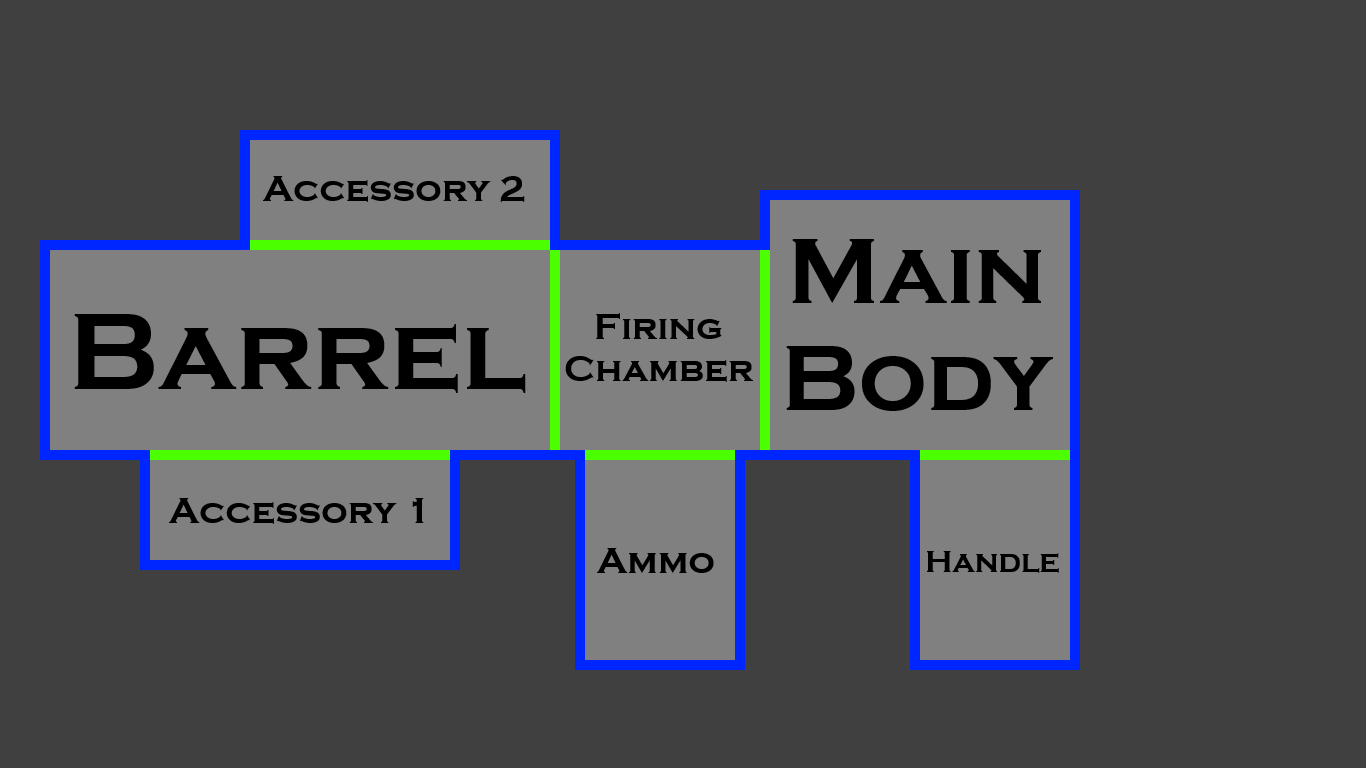 Accessory 2
Main
Body
Barrel
Firing
Chamber
Accessory 1
Ammo
Handle